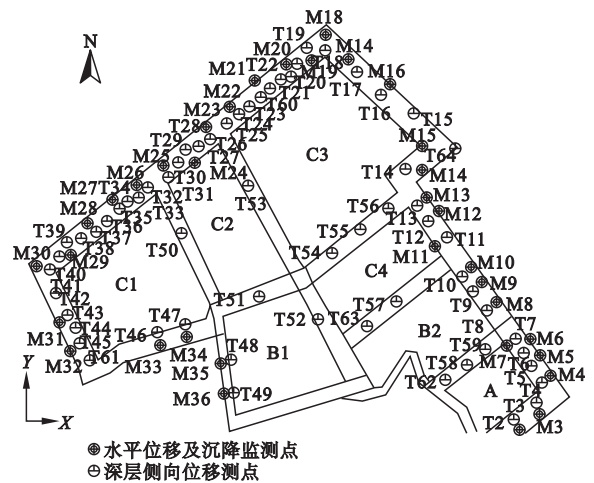 M18
T19
M20
M14
T22
T18
M21
M19
M16
T20
T17
T21
M22
T60
T16
M23
T23
T15
T28
T24
T25
M15
T29
T26
T64
M25
T27
C3
M24
T14
M14
M26
T30
M27
T34
T31
T53
M13
T32
T56
T13
M12
M28
T35
T33
C2
T55
T39
T36
T50
T12
T11
T37
T54
M11
M30
T38
M29
C4
M10
T40
T10
M9
T41
C1
T51
T57
T9
M8
T42
T43
T47
T52
T63
B2
T8
T7
T44
T46
M31
T45
M34
T48
B1
T59
M6
M32
T61
M33
M35
T58
M7
T6
M5
T62
T5
M4
M36
T49
A
T4
T3
T2
M3
N
Y
X
水平位移及沉降监测点
深层侧向位移测点